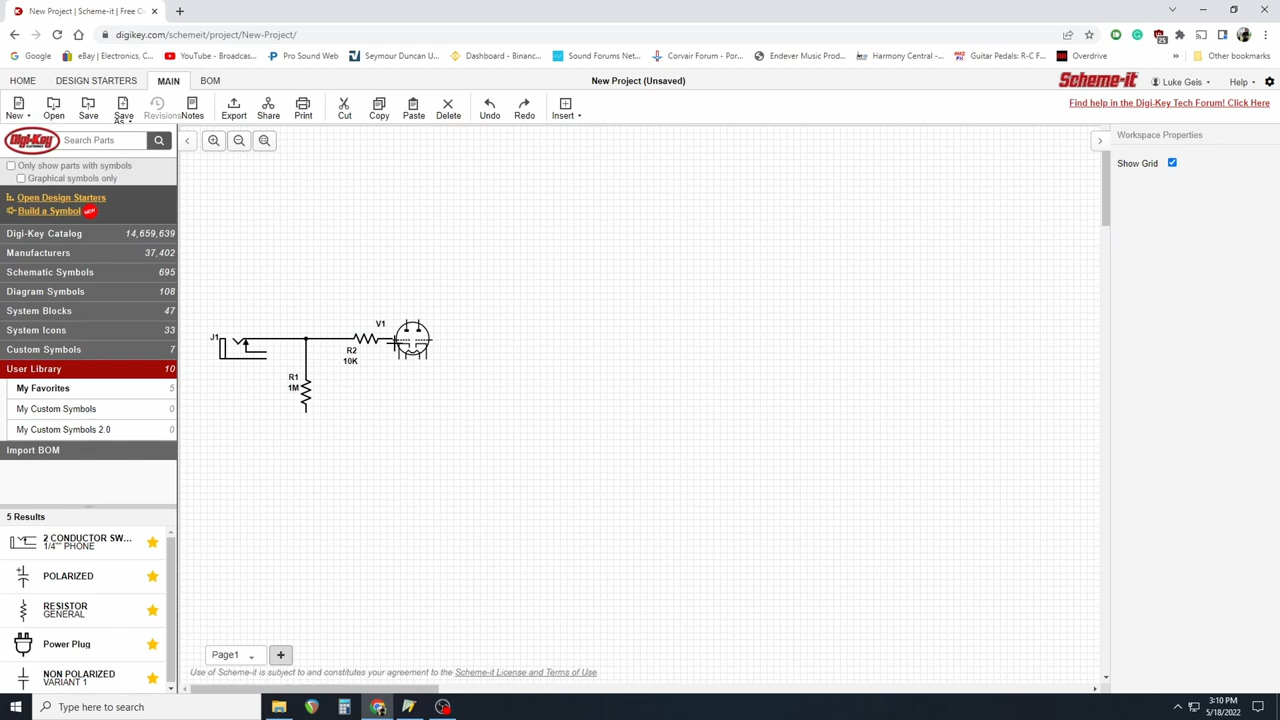 New Project | Scheme-it | Free O
digikey.com/schemeit/project/New-Project/
Google
eBay | Electronics, C...
YouTube - Broadcas...
Pro Sound Web
Seymour Duncan U...
Dashboard - Binanc...
Sound Forums Net...
Corvair Forum - Por...
Endever Music Prod...
Harmony Central -...
Guitar Pedals: R-C F...
Overdrive
»
Other bookmarks
HOME
DESIGN STARTERS
MAIN
BOM
New Project (Unsaved)
Scheme-it
Luke Geis
Help
New
Open
Save
Save As
Revisions
Notes
Export
Share
Print
Cut
Copy
Paste
Delete
Undo
Redo
Insert
Find help in the Digi-Key Tech Forum! Click Here
Digi-Key
ELECTRONICS
Search Parts
Only show parts with symbols
Graphical symbols only
Open Design Starters
Build a Symbol NEW
Digi-Key Catalog 14,659,639
Manufacturers 37,402
Schematic Symbols 695
Diagram Symbols 108
System Blocks 47
System Icons 33
Custom Symbols 7
User Library 10
My Favorites 5
My Custom Symbols 0
My Custom Symbols 2.0 0
Import BOM
5 Results
2 CONDUCTOR SW...
1/4"" PHONE
POLARIZED
RESISTOR
GENERAL
Power Plug
NON POLARIZED
VARIANT 1
J1
V1
R2
10K
R1
1M
Workspace Properties
Show Grid
Page1
+
Use of Scheme-it is subject to and constitutes your agreement to the Scheme-it License and Terms of Use.
Type here to search
3:10 PM
5/18/2022